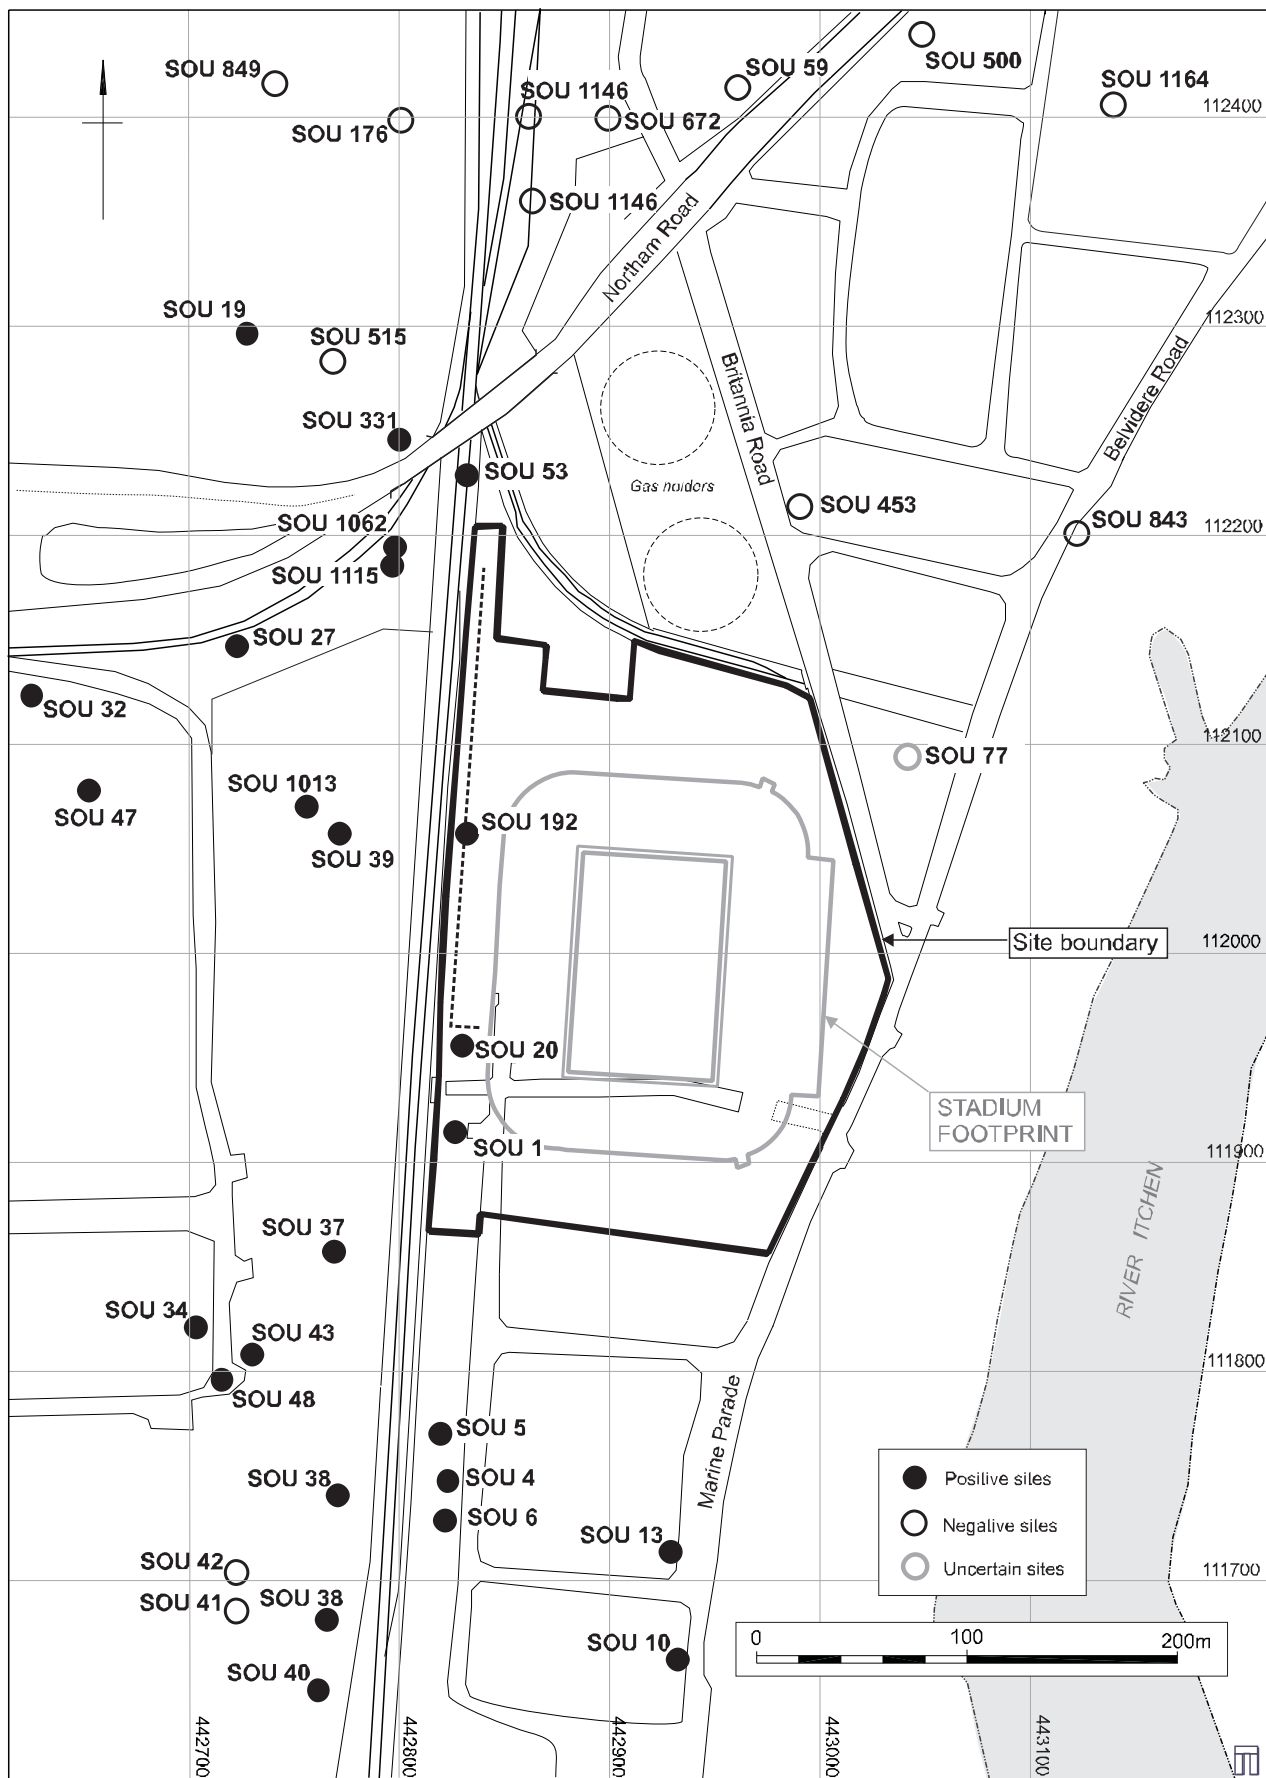 SOU 849
SOU 59
SOU 500
SOU 1164
SOU 1146
SOU 176
SOU 672
112400
SOU 1146
Northam Road
SOU 19
SOU 515
112300
Britannia Road
Belvidere Road
SOU 331
SOU 53
Gas holders
SOU 453
SOU 1062
SOU 843
112200
SOU 1115
SOU 27
SOU 32
112100
SOU 77
SOU 1013
SOU 47
SOU 192
SOU 39
Site boundary
112000
SOU 20
STADIUM
FOOTPRINT
SOU 1
111900
RIVER ITCHEN
SOU 37
SOU 34
SOU 43
111800
SOU 48
Marine Parade
SOU 5
SOU 4
SOU 38
Positive sites
SOU 6
SOU 13
Negative sites
SOU 42
Uncertain sites
111700
SOU 41
SOU 38
SOU 10
0 100 200m
SOU 40
442700
442800
442900
443000
443100